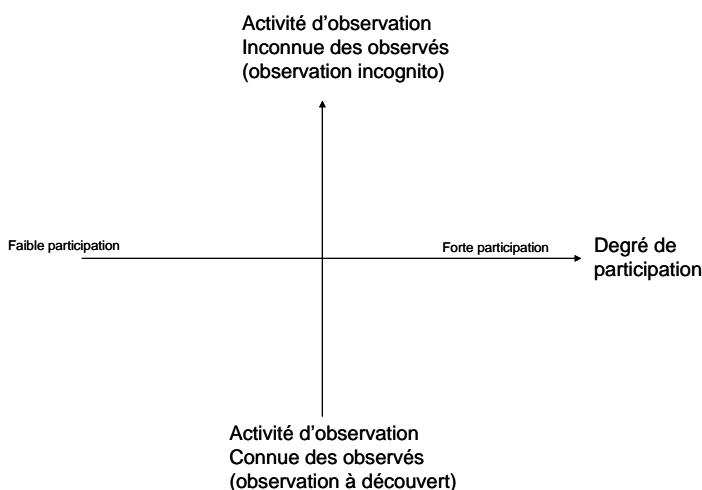 Activité d'observation
Inconnue des observés
(observation incognito)
Faible participation
Forte participation
Degré de
participation
Activité d'observation
Connue des observés
(observation à découvert)